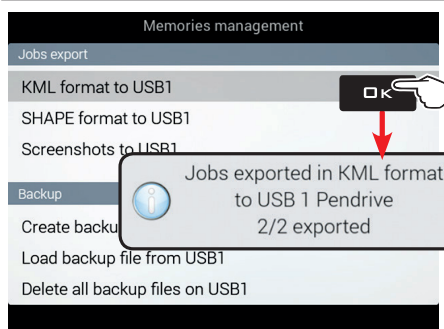 Memories management
Jobs export
KML format to USB1
OK
SHAPE format to USB1
Screenshots to USB1
Jobs exported in KML format
to USB 1 Pendrive
2/2 exported
Backup
Create backu
Load backup file from USB1
Delete all backup files on USB1